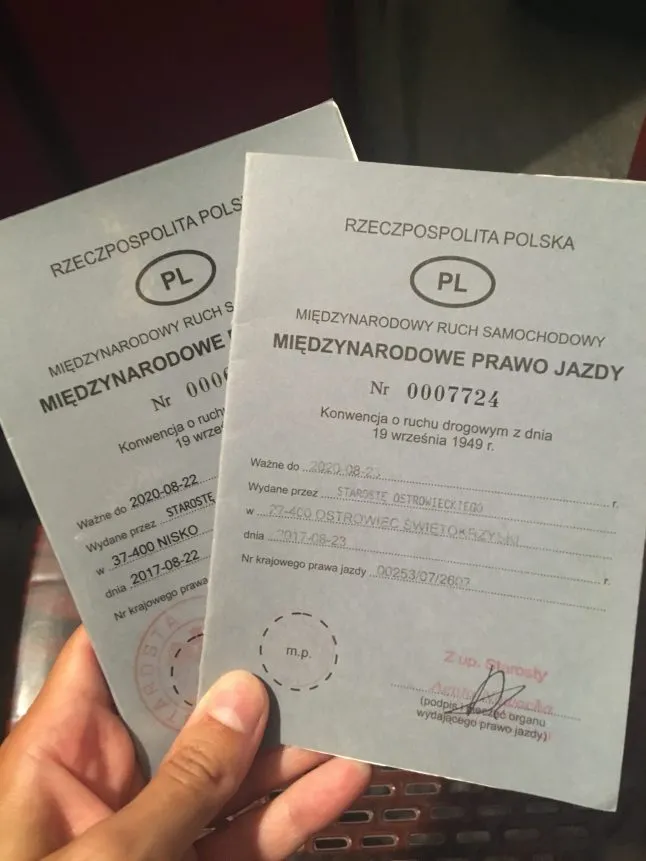 RZECZPOSPOLITA POLS
PL
MIĘDZYNARODOWY RUCH S
MIĘDZYNARODOWE
Nr 000
Konwencja o ruchu
19 wrześ
Ważne do 2020-08-22
Wydane przez STAROSTĘ
w 37-400 NISKO
dnia 2017-08-22
Nr krajowego prawa
STAROSTA
RZECZPOSPOLITA POLSKA
PL
MIĘDZYNARODOWY RUCH SAMOCHODOWY
MIĘDZYNARODOWE PRAWO JAZDY
Nr 0007724
Konwencja o ruchu drogowym z dnia
19 września 1949 r.
Ważne do 2020-08-23 r.
Wydane przez STAROSTĘ OSTROWIECKIEGO
w 27-400 OSTROWIEC ŚWIĘTOKRZYSKI
dnia 2017-08-23 r.
Nr krajowego prawa jazdy 00253/07/2607
m.p.
Z up. Starosty
(podpis i pieczęć organu
wydającego prawo jazdy)